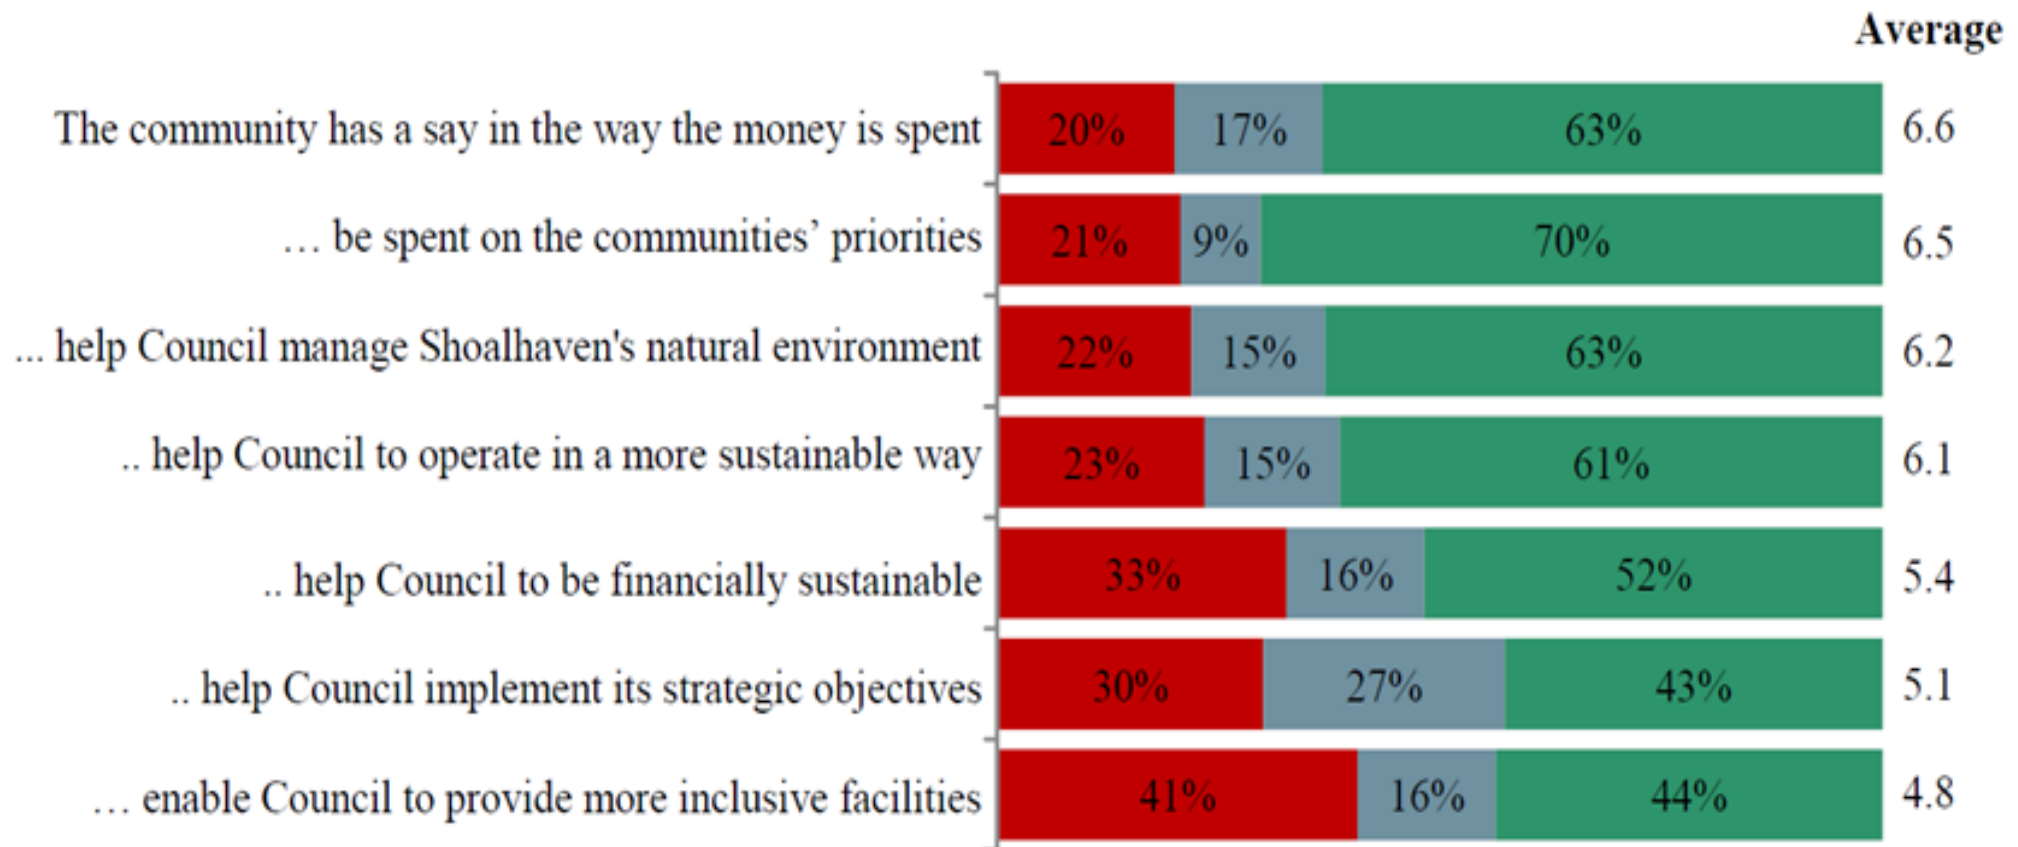 Average
The community has a say in the way the money is spent 20% 17% 63% 6.6
… be spent on the communities’ priorities 21% 9% 70% 6.5
... help Council manage Shoalhaven's natural environment 22% 15% 63% 6.2
.. help Council to operate in a more sustainable way 23% 15% 61% 6.1
.. help Council to be financially sustainable 33% 16% 52% 5.4
.. help Council implement its strategic objectives 30% 27% 43% 5.1
… enable Council to provide more inclusive facilities 41% 16% 44% 4.8